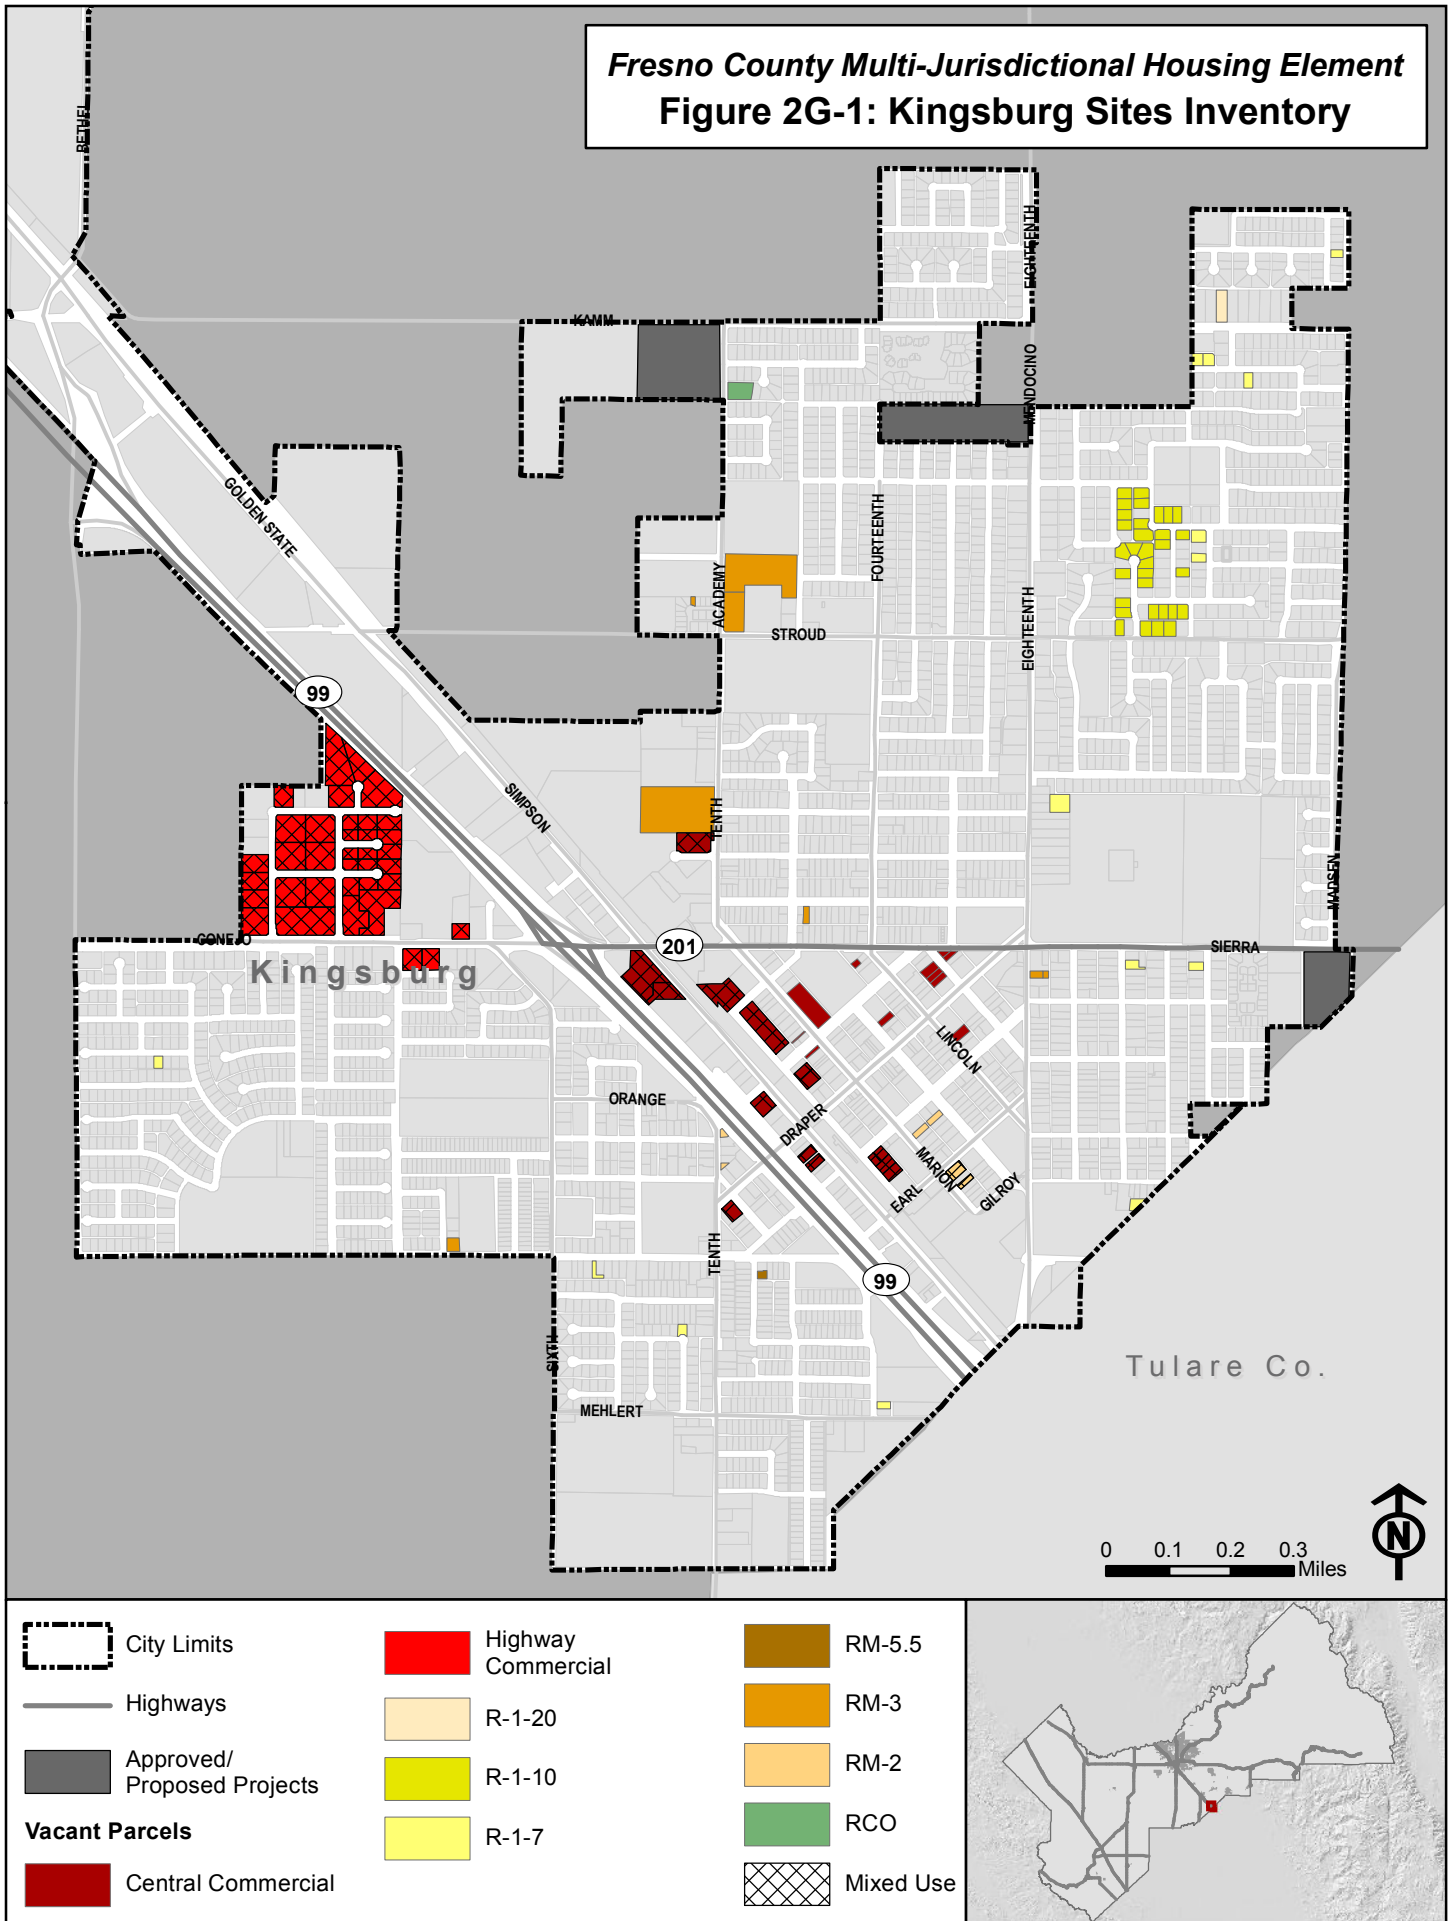 Fresno County Multi-Jurisdictional Housing Element
Figure 2G-1: Kingsburg Sites Inventory
BETHEL
EIGHTEENTH
KAMM
MENDOCINO
GOLDEN STATE
FOURTEENTH
ACADEMY
STROUD
EIGHTEENTH
99
SIMPSON
TENTH
MADSEN
CONEJO
201
SIERRA
Kingsburg
LINCOLN
ORANGE
DRAPER
MARION
EARL
GILROY
TENTH
99
SIXTH
Tulare Co.
MEHLERT
N
0 0.1 0.2 0.3
Miles
City Limits
Highways
Approved/
Proposed Projects
Vacant Parcels
Central Commercial
Highway
Commercial
R-1-20
R-1-10
R-1-7
RM-5.5
RM-3
RM-2
RCO
Mixed Use